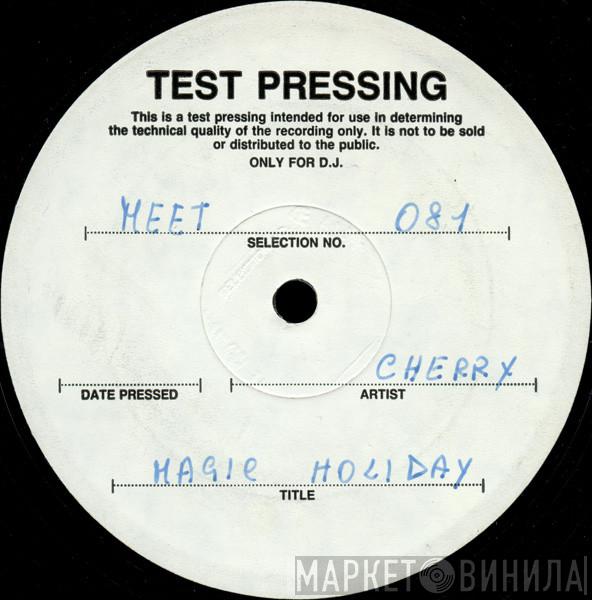 TEST PRESSING
This is a test pressing intended for use in determining
the technical quality of the recording only. It is not to be sold
or distributed to the public.
ONLY FOR D.J.
MEET 081
SELECTION NO.
CHERRY
DATE PRESSED ARTIST
MAGIC HOLIDAY
TITLE
МАРКЕТ ВИНИЛА